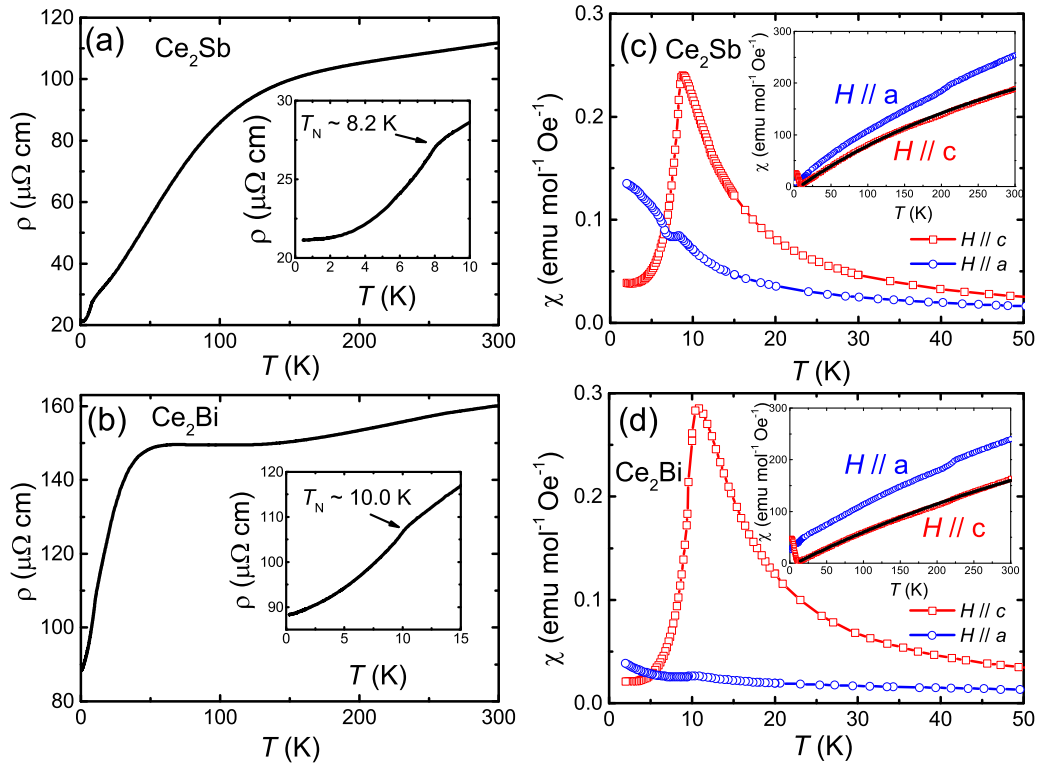 (a)
Ce₂Sb
120
100
80
60
40
20
ρ (μΩ cm)
0
100
200
300
T (K)
30
25
20
ρ (μΩ cm)
T_N ~ 8.2 K
0
2
4
6
8
10
T (K)
(c) Ce₂Sb
0.3
0.2
0.1
0.0
χ (emu mol⁻¹ Oe⁻¹)
0
10
20
30
40
50
T (K)
300
200
100
0
χ (emu mol⁻¹ Oe⁻¹)
H // a
H // c
0
50
100
150
200
250
300
T (K)
H // c
H // a
(b)
Ce₂Bi
160
140
120
100
80
ρ (μΩ cm)
0
100
200
300
T (K)
120
110
100
90
ρ (μΩ cm)
T_N ~ 10.0 K
0
5
10
15
T (K)
(d)
Ce₂Bi
0.3
0.2
0.1
0.0
χ (emu mol⁻¹ Oe⁻¹)
0
10
20
30
40
50
T (K)
300
200
100
0
χ (emu mol⁻¹ Oe⁻¹)
H // a
H // c
0
50
100
150
200
250
300
T (K)
H // c
H // a